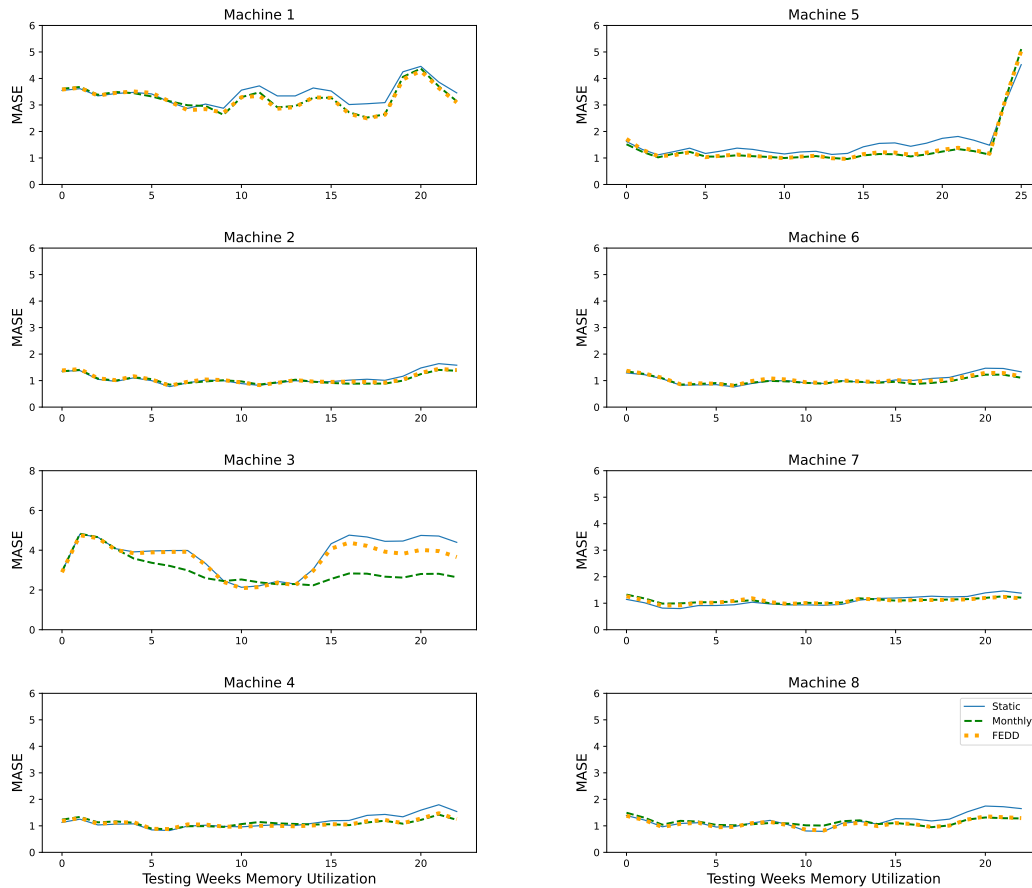 Machine 1
MASE
6
5
4
3
2
1
0
0 5 10 15 20
Machine 5
MASE
6
5
4
3
2
1
0
0 5 10 15 20 25
Machine 2
MASE
6
5
4
3
2
1
0
0 5 10 15 20
Machine 6
MASE
6
5
4
3
2
1
0
0 5 10 15 20
Machine 3
MASE
8
6
4
2
0
0 5 10 15 20
Machine 7
MASE
6
5
4
3
2
1
0
0 5 10 15 20
Machine 4
MASE
6
5
4
3
2
1
0
0 5 10 15 20
Testing Weeks Memory Utilization
Machine 8
MASE
6
5
4
3
2
1
0
Static
Monthly
FEDD
0 5 10 15 20
Testing Weeks Memory Utilization